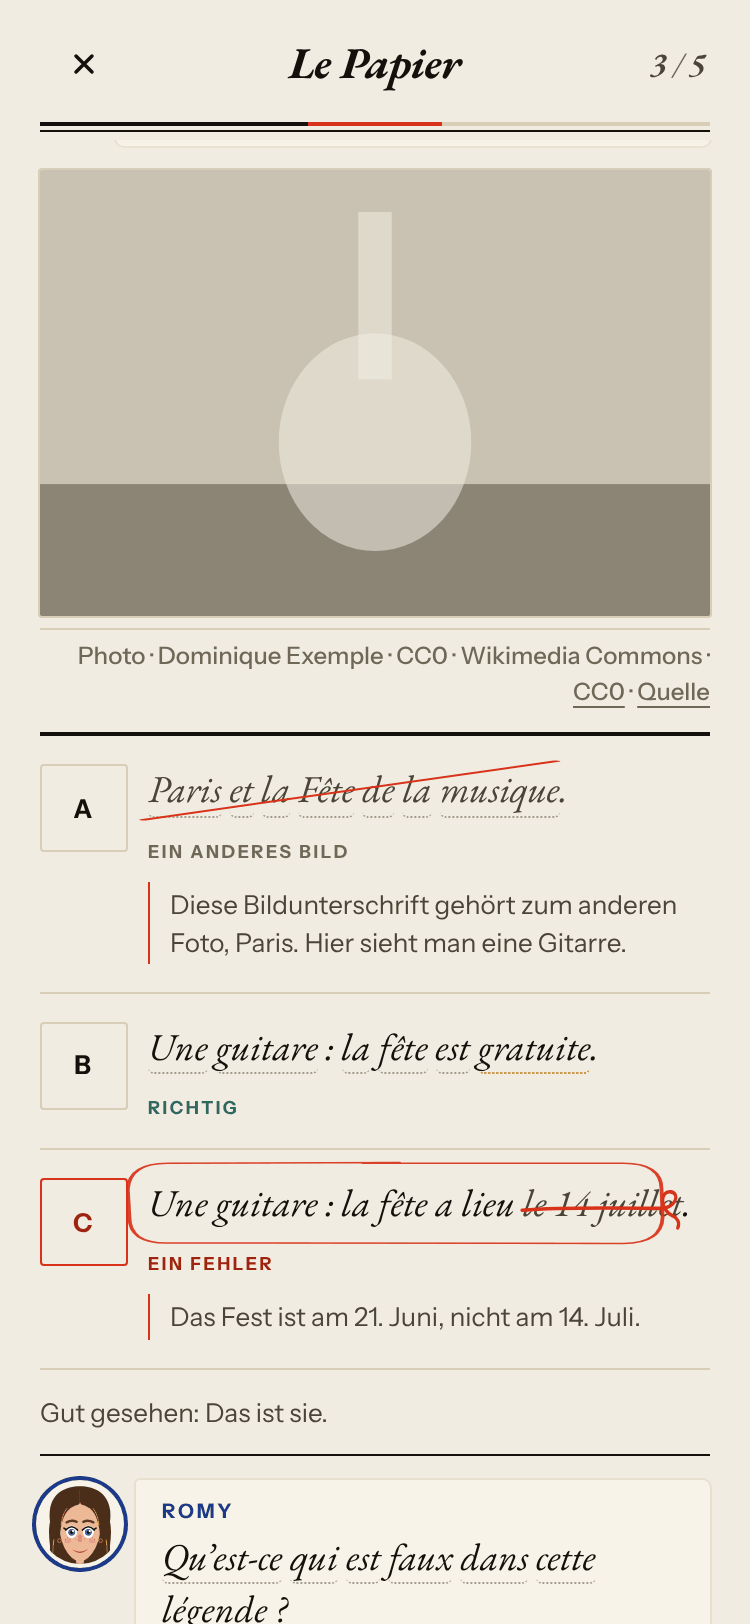 Le Papier
3 / 5
Photo · Dominique Exemple · CC0 · Wikimedia Commons ·
CC0 · Quelle
A
Paris et la Fête de la musique.
EIN ANDERES BILD
Diese Bildunterschrift gehört zum anderen
Foto, Paris. Hier sieht man eine Gitarre.
B
Une guitare : la fête est gratuite.
RICHTIG
C
Une guitare : la fête a lieu le 14 juillet.
EIN FEHLER
Das Fest ist am 21. Juni, nicht am 14. Juli.
Gut gesehen: Das ist sie.
ROMY
Qu’est-ce qui est faux dans cette
légende ?